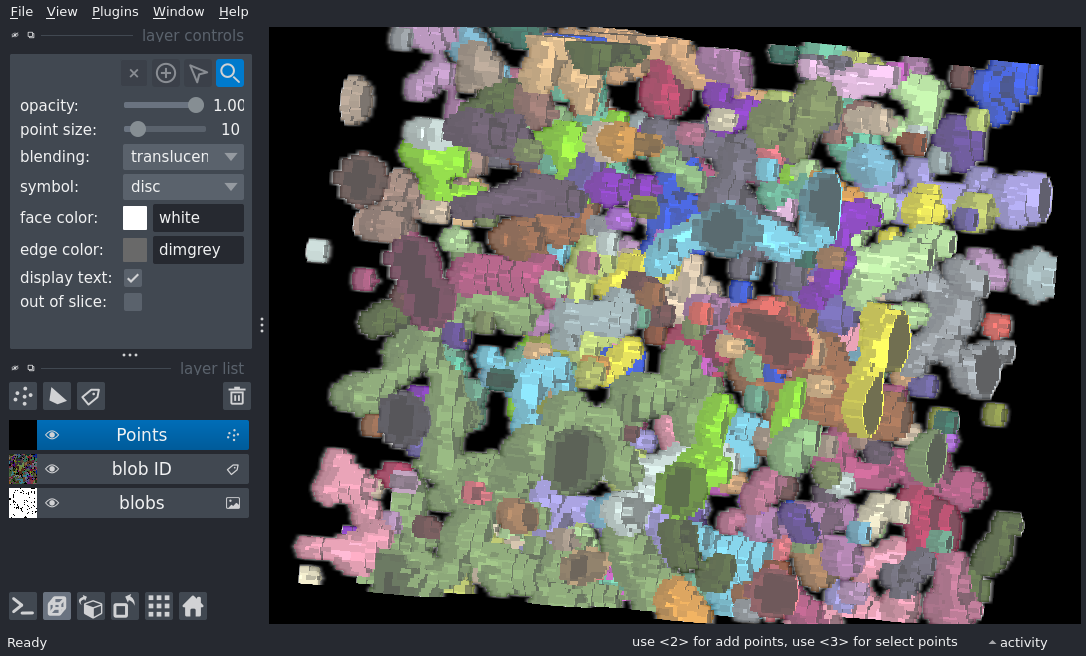 File View Plugins Window Help
layer controls
opacity: 1.00
point size: 10
blending: translucen
symbol: disc
face color: white
edge color: dimgrey
display text:
out of slice:
layer list
Points
blob ID
blobs
Ready
use <2> for add points, use <3> for select points
activity